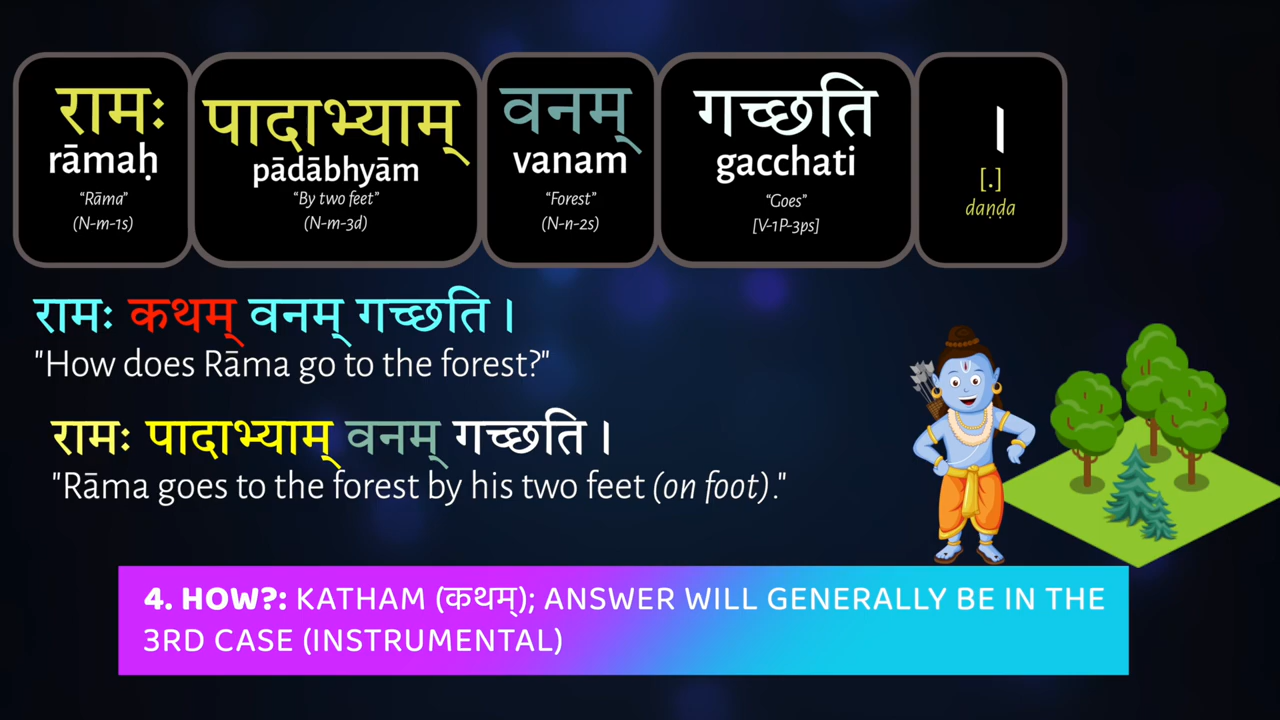 रामः पादाभ्याम् वनम् गच्छति ।
rāmaḥ pādābhyām vanam gacchati [.]
“Rāma” “By two feet” “Forest” “Goes” daṇḍa
(N-m-1s) (N-m-3d) (N-n-2s) [V-1P-3ps]
रामः कथम् वनम् गच्छति ।
"How does Rāma go to the forest?"
रामः पादाभ्याम् वनम् गच्छति ।
"Rāma goes to the forest by his two feet (on foot)."
4. HOW?: KATHAM (कथम्); ANSWER WILL GENERALLY BE IN THE
3RD CASE (INSTRUMENTAL)